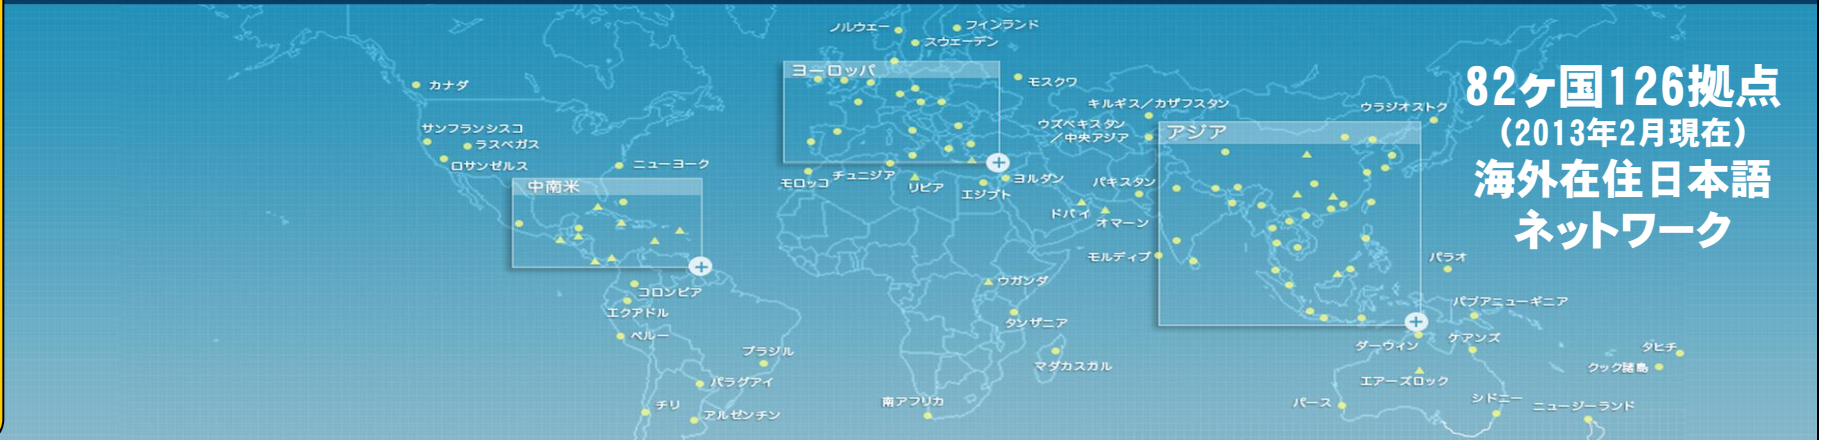 ノルウェー
フィンランド
スウェーデン
ヨーロッパ
モスクワ
カナダ
キルギス／カザフスタン
ウラジオストク
82ヶ国126拠点
（2013年2月現在）
海外在住日本語
ネットワーク
ウズベキスタン
／中央アジア
アジア
サンフランシスコ
ラスベガス
ロサンゼルス
ニューヨーク
中南米
モロッコ
チュニジア
リビア
エジプト
ヨルダン
パキスタン
ドバイ
オマーン
モルディブ
パラオ
ウガンダ
コロンビア
エクアドル
ペルー
タンザニア
パプアニューギニア
ブラジル
マダカスカル
ダーウィン
ケアンズ
タヒチ
クック諸島
パラグアイ
エアーズロック
チリ
アルゼンチン
南アフリカ
パース
シドニー
ニュージーランド